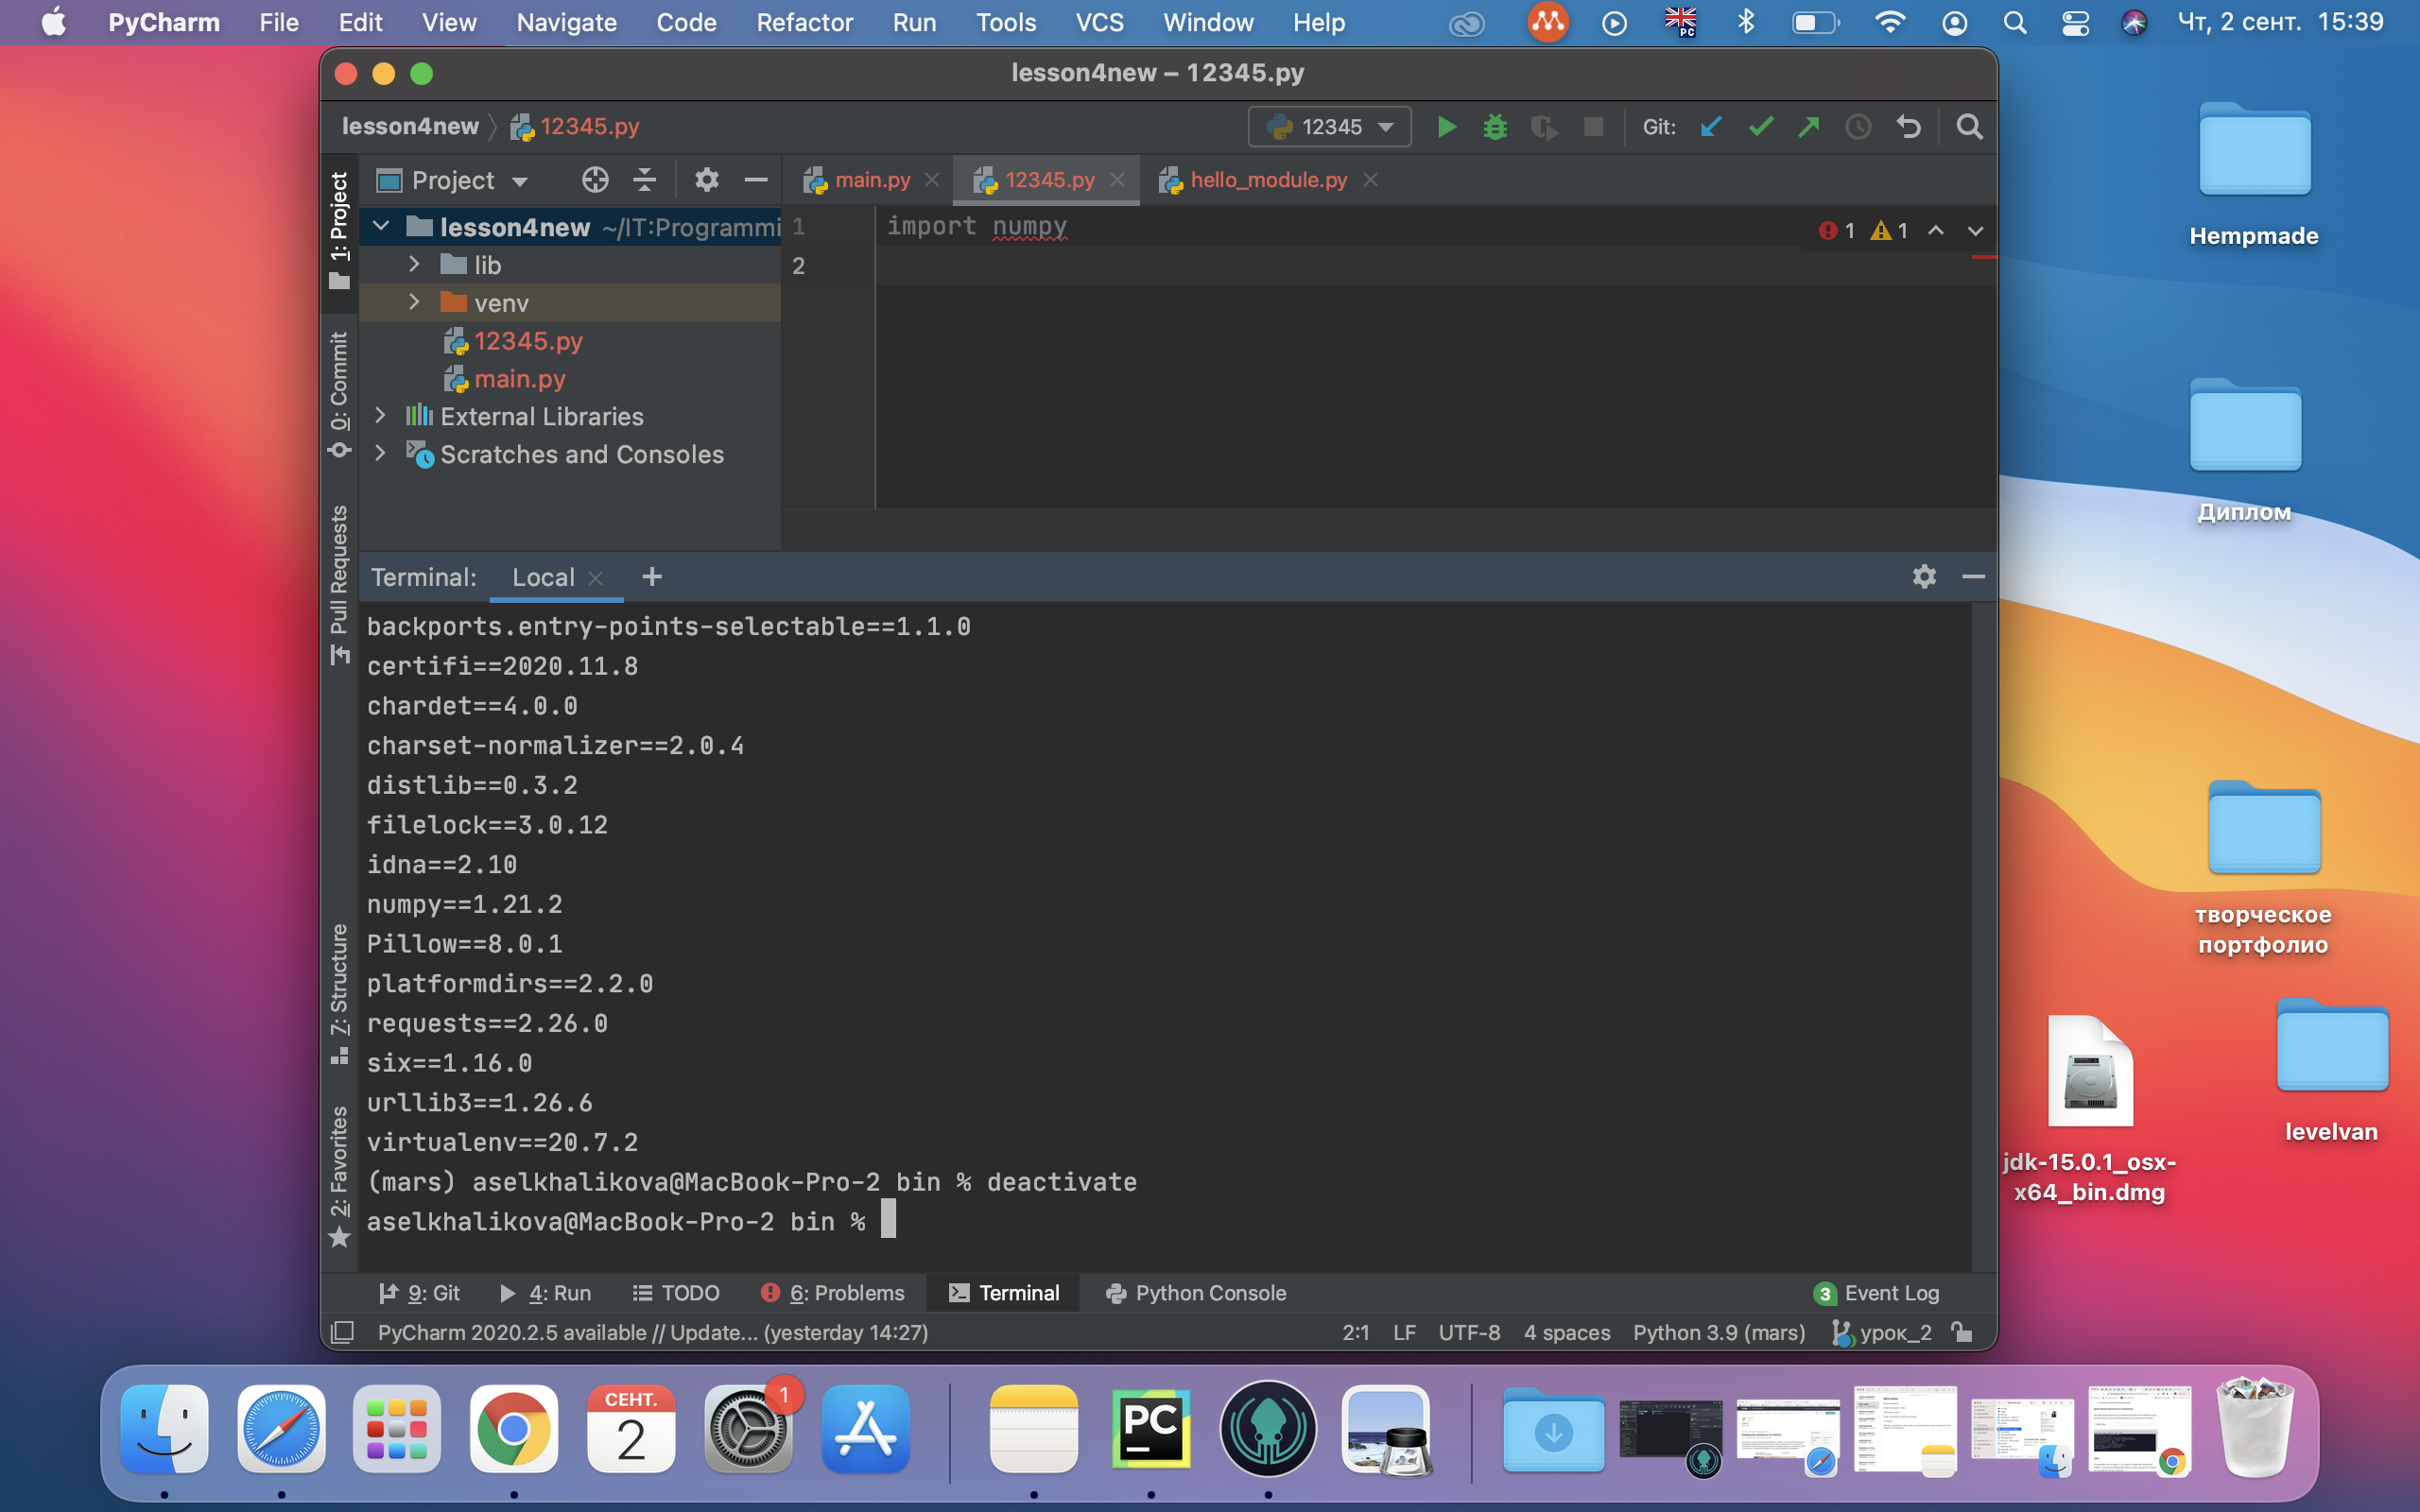 PyCharm File Edit View Navigate Code Refactor Run Tools VCS Window Help PC Чт, 2 сент. 15:39
lesson4new – 12345.py
lesson4new 12345.py 12345 Git:
Project main.py 12345.py hello_module.py
1: Project
0: Commit
Pull Requests
7: Structure
2: Favorites
lesson4new ~/IT:Programmi
lib
venv
12345.py
main.py
External Libraries
Scratches and Consoles
1 import numpy
2
1 1
Terminal: Local
backports.entry-points-selectable==1.1.0
certifi==2020.11.8
chardet==4.0.0
charset-normalizer==2.0.4
distlib==0.3.2
filelock==3.0.12
idna==2.10
numpy==1.21.2
Pillow==8.0.1
platformdirs==2.2.0
requests==2.26.0
six==1.16.0
urllib3==1.26.6
virtualenv==20.7.2
(mars) aselkhalikova@MacBook-Pro-2 bin % deactivate
aselkhalikova@MacBook-Pro-2 bin %
9: Git 4: Run TODO 6: Problems Terminal Python Console 3 Event Log
PyCharm 2020.2.5 available // Update... (yesterday 14:27) 2:1 LF UTF-8 4 spaces Python 3.9 (mars) урок_2
Hempmade
Диплом
творческое
портфолио
levelvan
jdk-15.0.1_osx-
x64_bin.dmg
СЕНТ.
2
1
PC